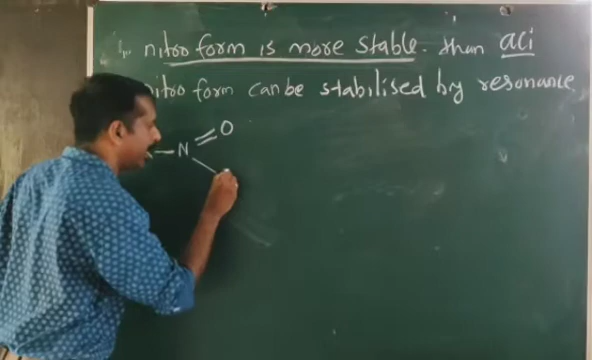 nitro form is more stable. than aci
nitro form can be stabilised by resonance
N
O